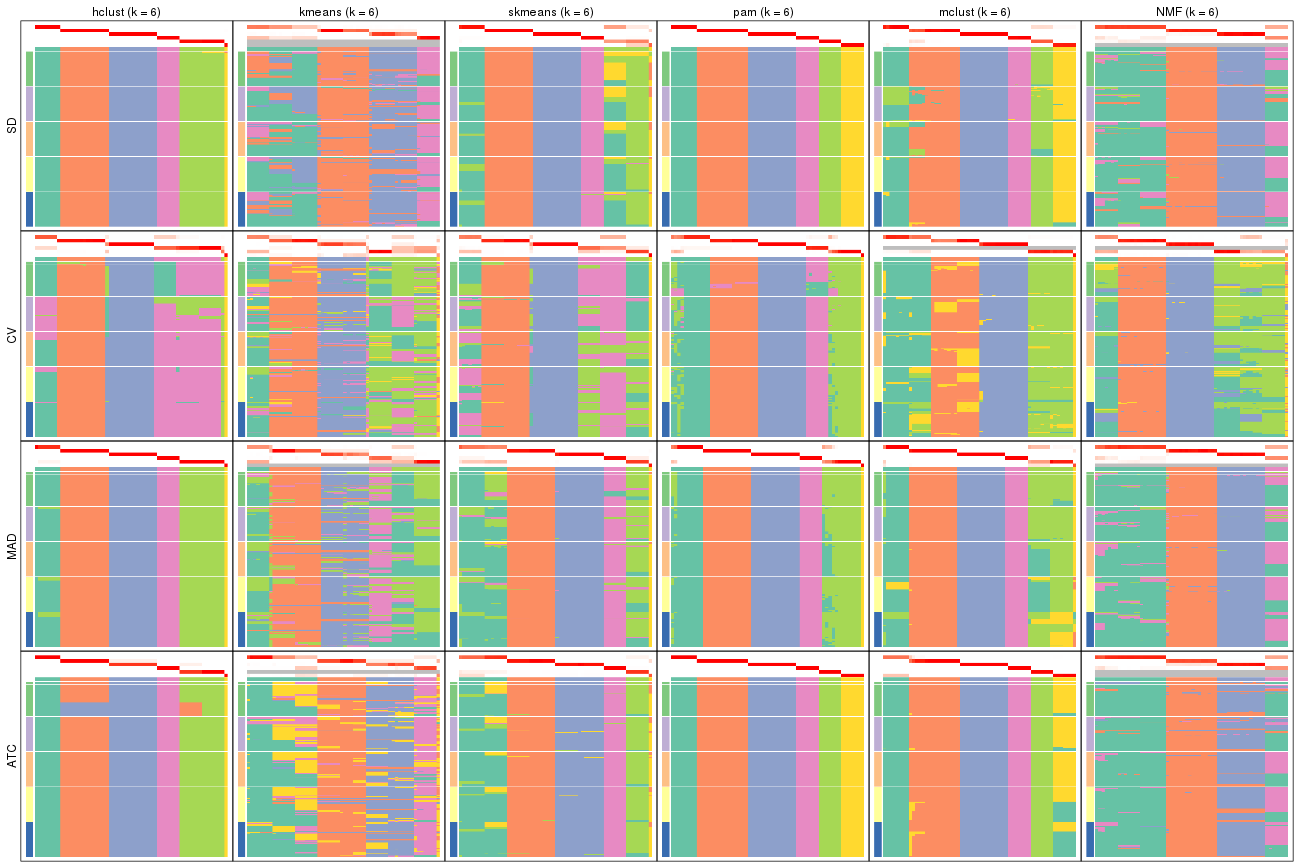 hclust (k = 6) kmeans (k = 6) skmeans (k = 6) pam (k = 6) mclust (k = 6) NMF (k = 6)
SD
CV
MAD
ATC